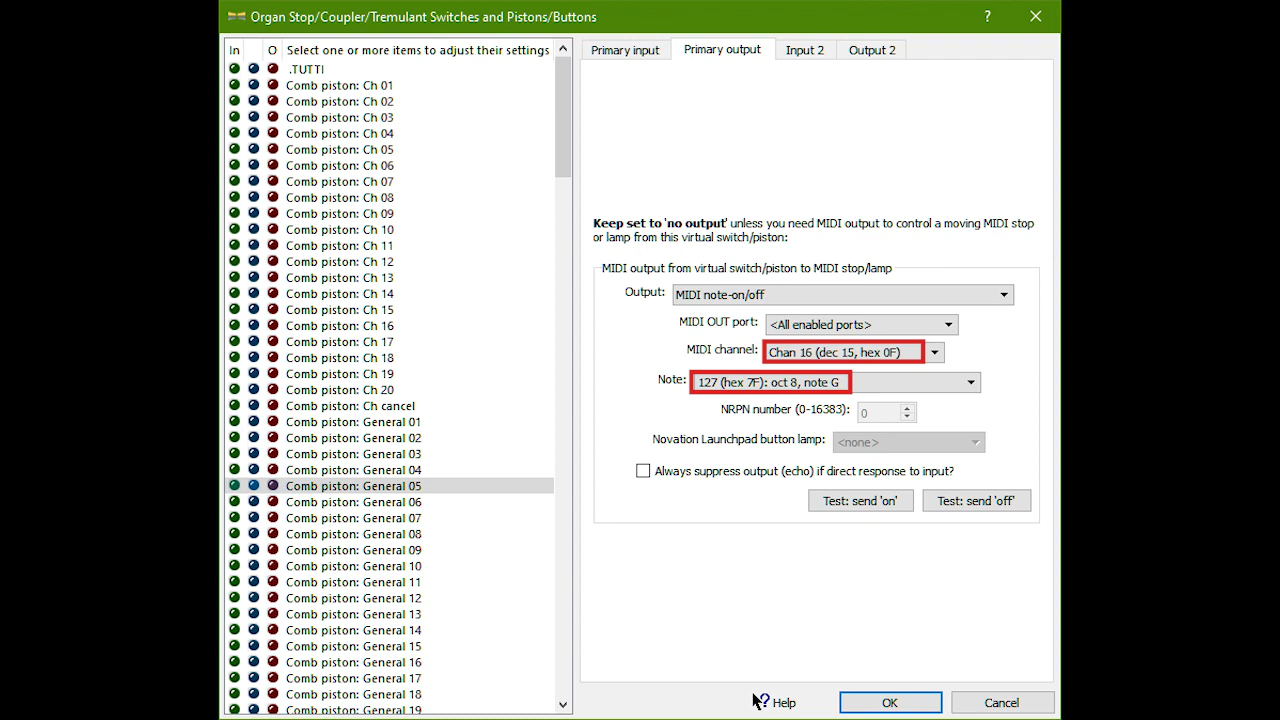 Organ Stop/Coupler/Tremulant Switches and Pistons/Buttons
?
In O Select one or more items to adjust their settings
.TUTTI
Comb piston: Ch 01
Comb piston: Ch 02
Comb piston: Ch 03
Comb piston: Ch 04
Comb piston: Ch 05
Comb piston: Ch 06
Comb piston: Ch 07
Comb piston: Ch 08
Comb piston: Ch 09
Comb piston: Ch 10
Comb piston: Ch 11
Comb piston: Ch 12
Comb piston: Ch 13
Comb piston: Ch 14
Comb piston: Ch 15
Comb piston: Ch 16
Comb piston: Ch 17
Comb piston: Ch 18
Comb piston: Ch 19
Comb piston: Ch 20
Comb piston: Ch cancel
Comb piston: General 01
Comb piston: General 02
Comb piston: General 03
Comb piston: General 04
Comb piston: General 05
Comb piston: General 06
Comb piston: General 07
Comb piston: General 08
Comb piston: General 09
Comb piston: General 10
Comb piston: General 11
Comb piston: General 12
Comb piston: General 13
Comb piston: General 14
Comb piston: General 15
Comb piston: General 16
Comb piston: General 17
Comb piston: General 18
Comb piston: General 19
Primary input Primary output Input 2 Output 2
Keep set to 'no output' unless you need MIDI output to control a moving MIDI stop
or lamp from this virtual switch/piston:
MIDI output from virtual switch/piston to MIDI stop/lamp
Output: MIDI note-on/off
MIDI OUT port: <All enabled ports>
MIDI channel: Chan 16 (dec 15, hex 0F)
Note: 127 (hex 7F): oct 8, note G
NRPN number (0-16383): 0
Novation Launchpad button lamp: <none>
Always suppress output (echo) if direct response to input?
Test: send 'on' Test: send 'off'
? Help OK Cancel